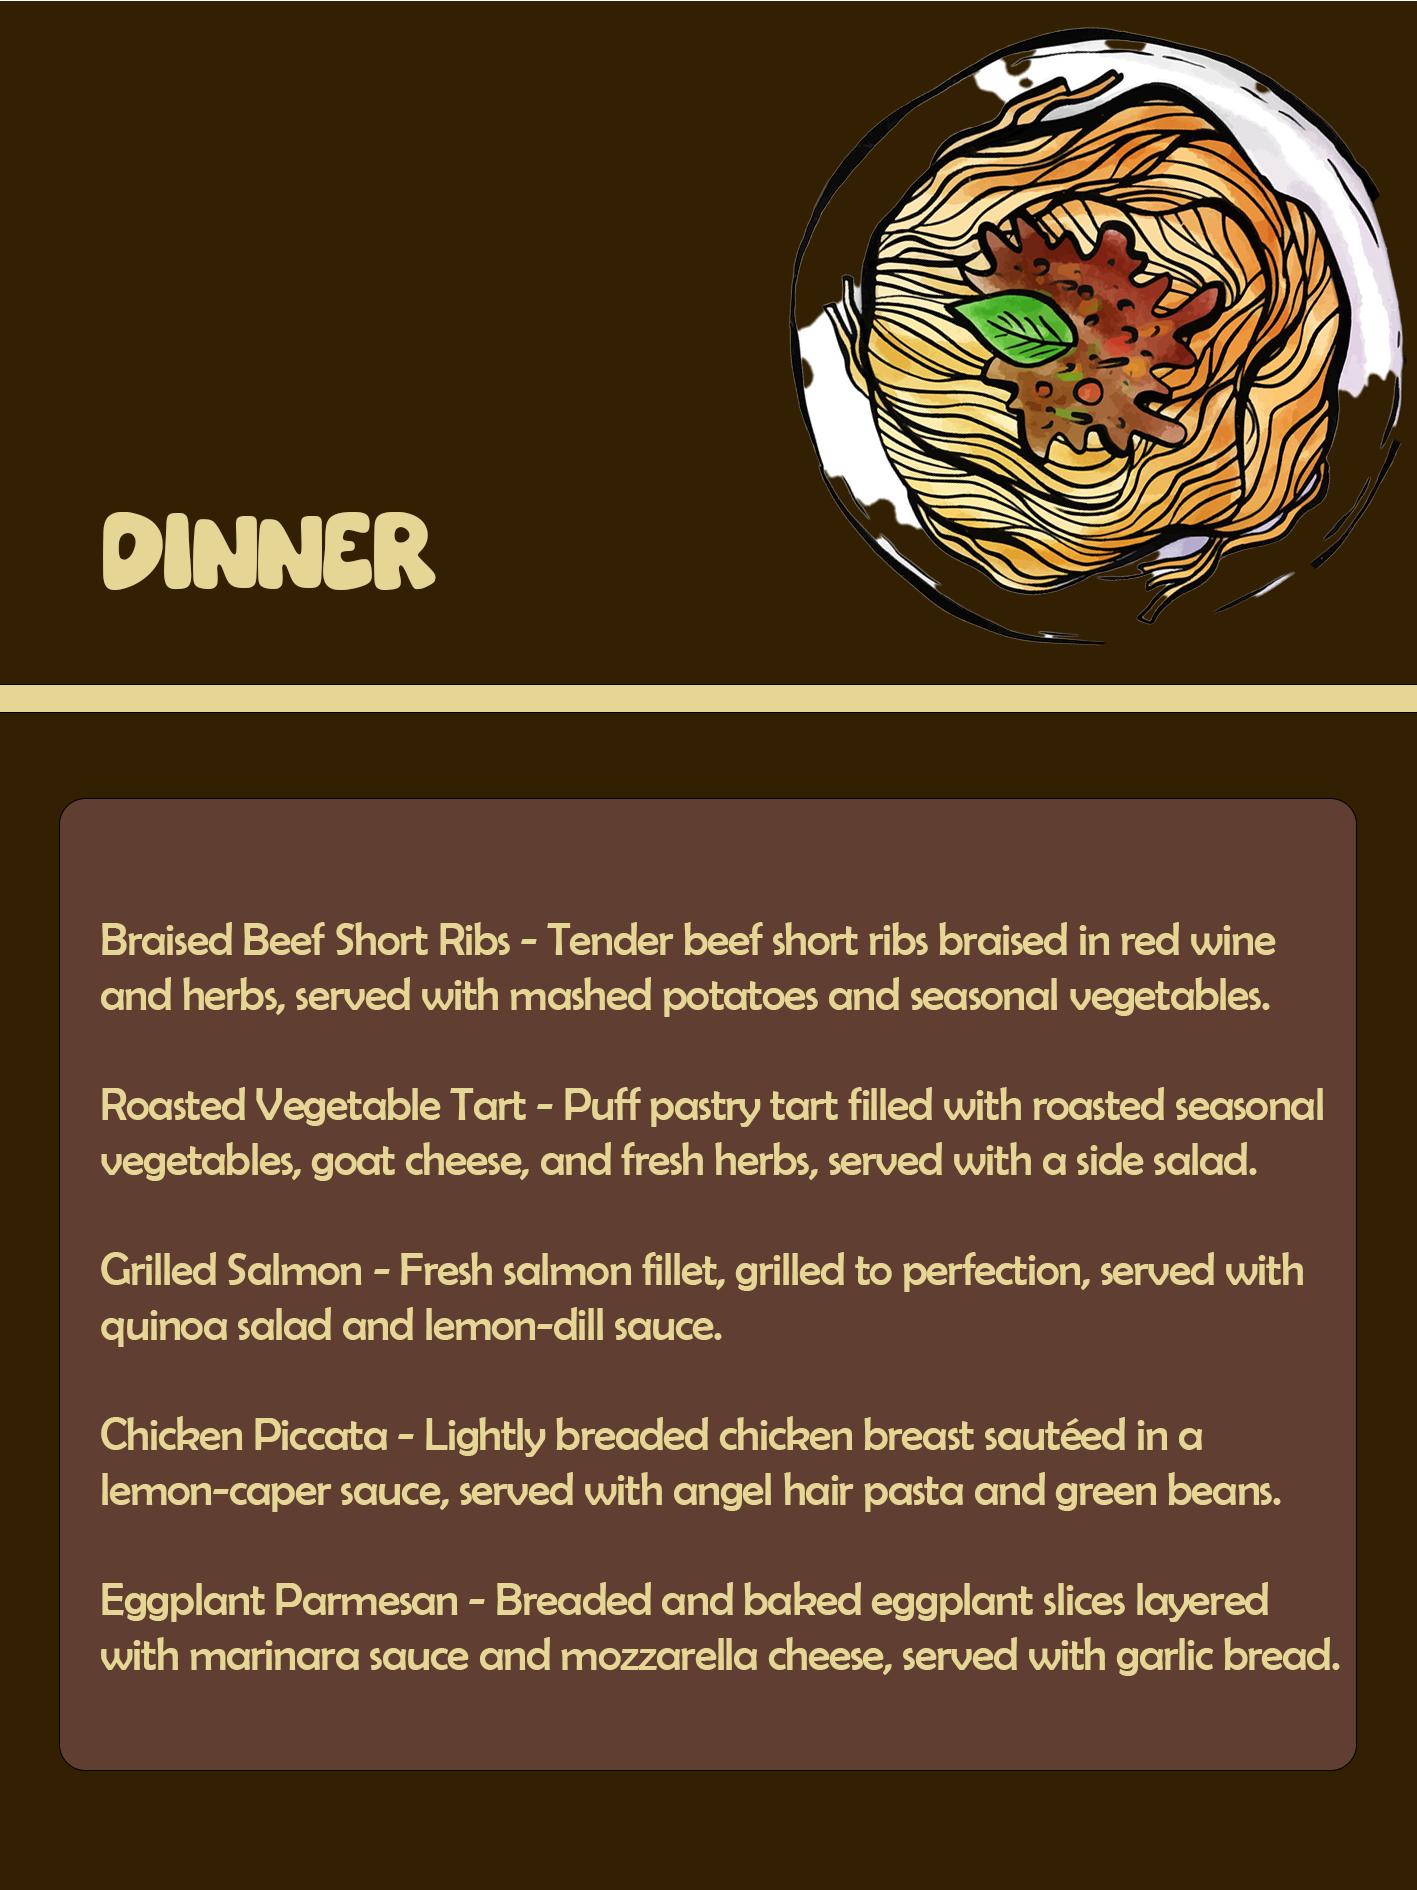 DINNER
Braised Beef Short Ribs - Tender beef short ribs braised in red wine
and herbs, served with mashed potatoes and seasonal vegetables.
Roasted Vegetable Tart - Puff pastry tart filled with roasted seasonal
vegetables, goat cheese, and fresh herbs, served with a side salad.
Grilled Salmon - Fresh salmon fillet, grilled to perfection, served with
quinoa salad and lemon-dill sauce.
Chicken Piccata - Lightly breaded chicken breast sautéed in a
lemon-caper sauce, served with angel hair pasta and green beans.
Eggplant Parmesan - Breaded and baked eggplant slices layered
with marinara sauce and mozzarella cheese, served with garlic bread.